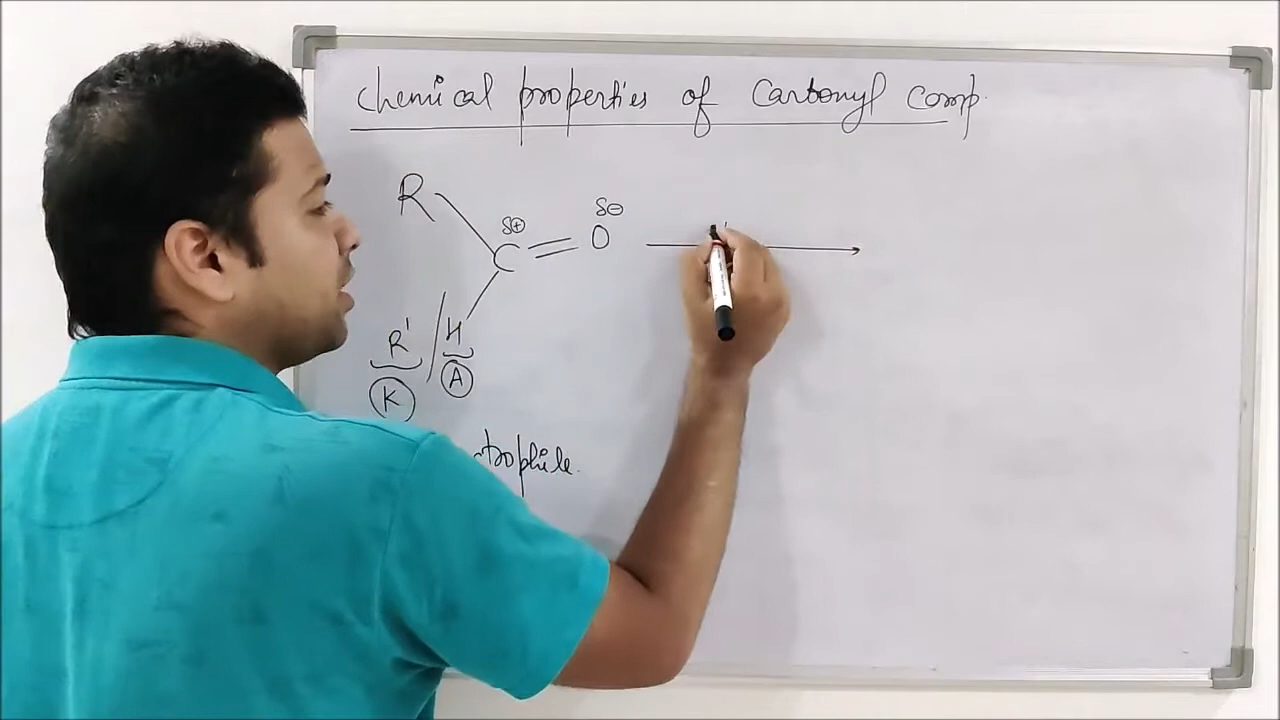 chemical properties of Carbonyl comp.
R
δ⊕ δ⊖
C = O
R' / H
K A